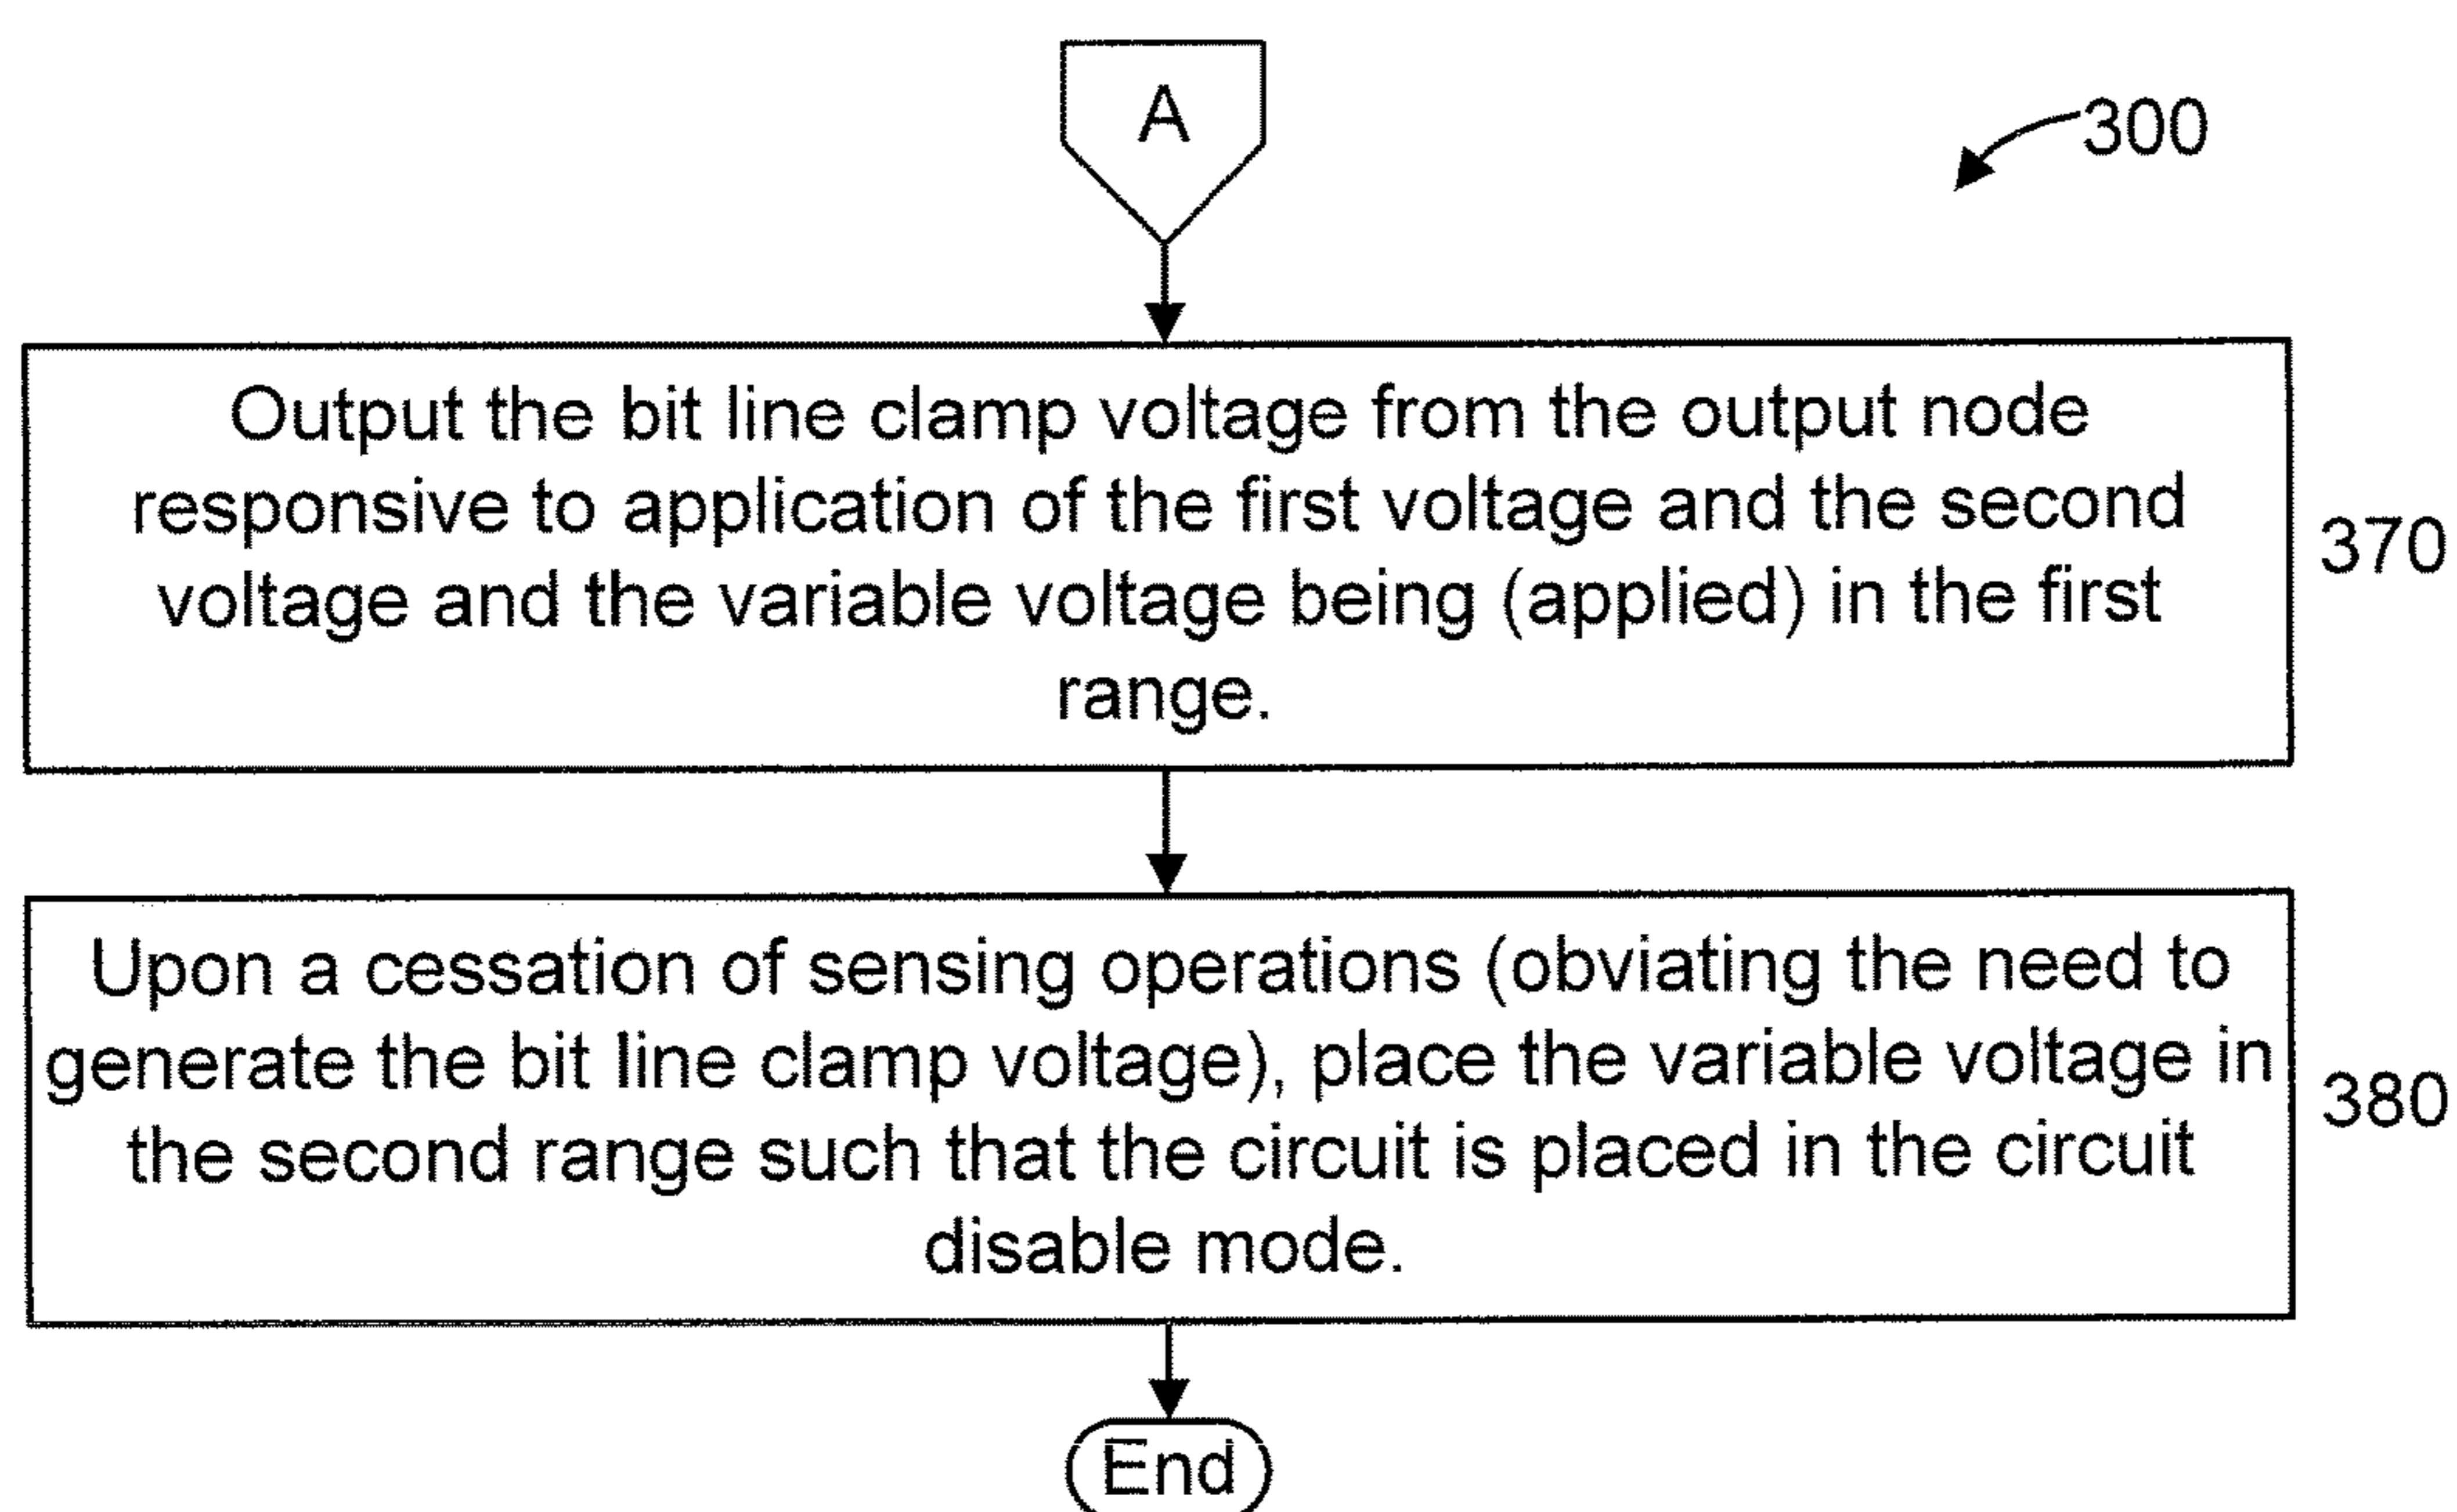 A
300
Output the bit line clamp voltage from the output node
responsive to application of the first voltage and the second
voltage and the variable voltage being (applied) in the first
range.
370
Upon a cessation of sensing operations (obviating the need to
generate the bit line clamp voltage), place the variable voltage in
the second range such that the circuit is placed in the circuit
disable mode.
380
End